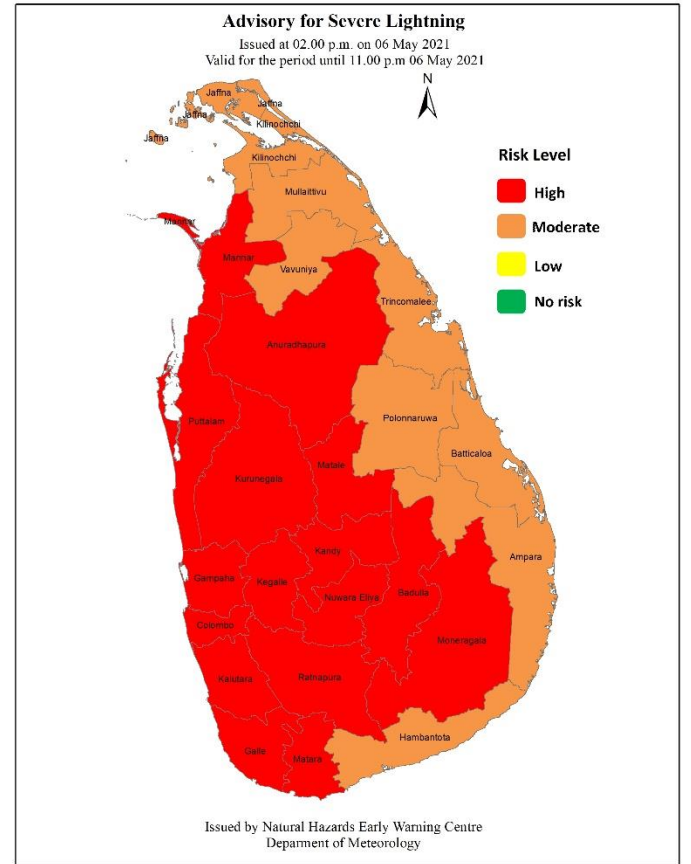 Advisory for Severe Lightning
Issued at 02.00 p.m. on 06 May 2021
Valid for the period until 11.00 p.m 06 May 2021
N
Jaffna
Jaffna
Jaffna
Kilinochchi
Jaffna
Kilinochchi
Risk Level
High
Moderate
Low
No risk
Mullaittivu
Mannar
Mannar
Vavuniya
Trincomalee
Anuradhapura
Puttalam
Polonnaruwa
Batticaloa
Kurunegala
Matale
Kandy
Ampara
Gampaha
Kegalle
Nuwara Eliya
Badulla
Colombo
Moneragala
Kalutara
Ratnapura
Hambantota
Galle
Matara
Issued by Natural Hazards Early Warning Centre
Deparment of Meteorology